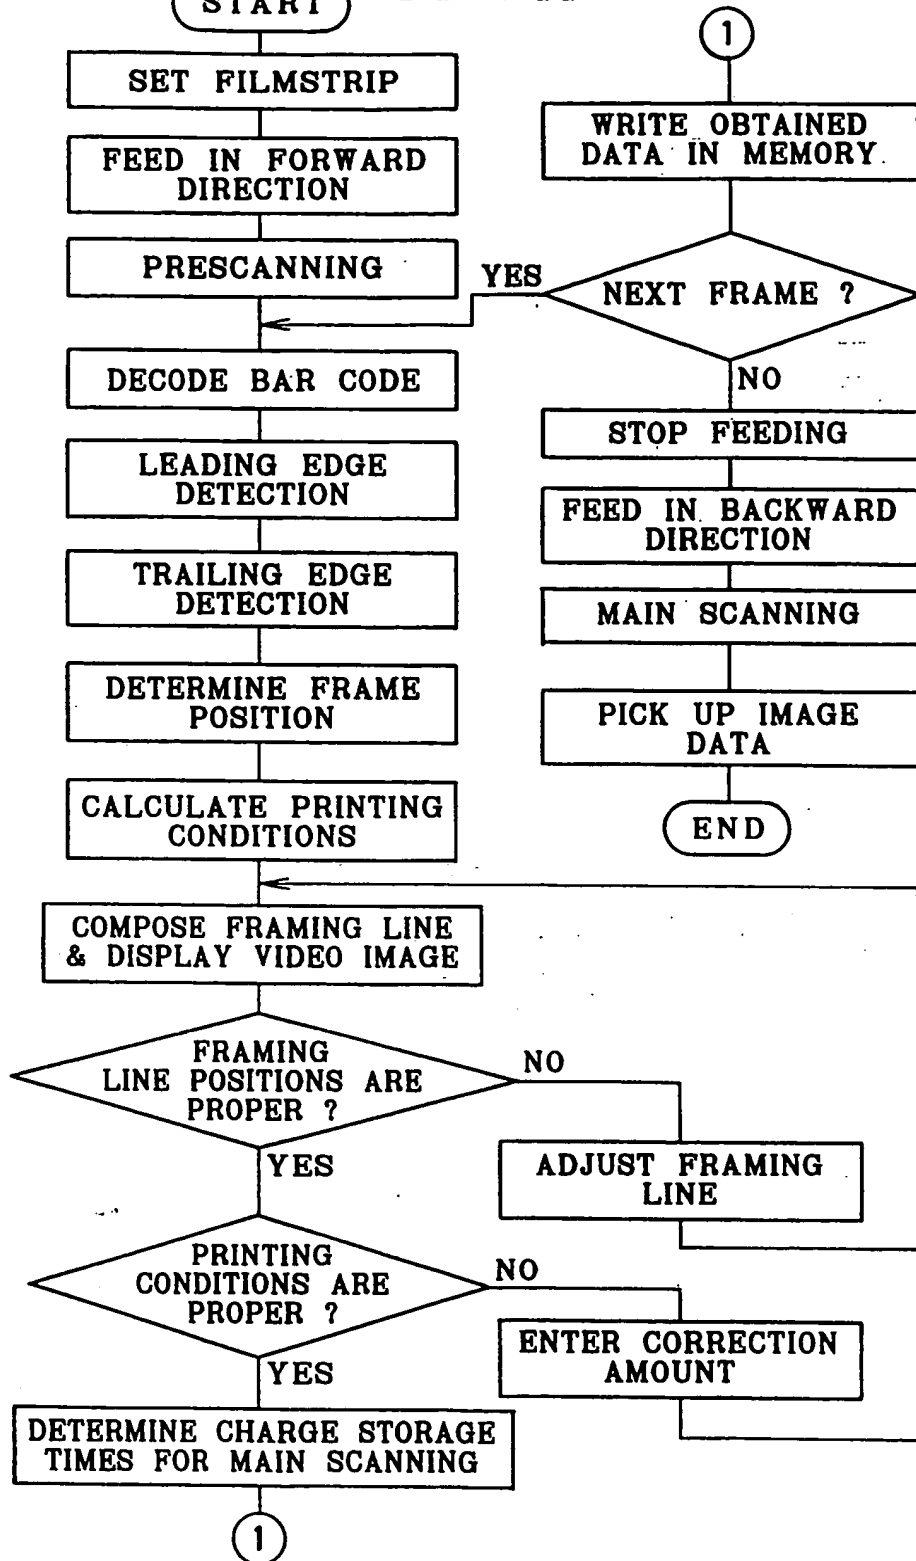 START
SET FILMSTRIP
FEED IN FORWARD
DIRECTION
PRESCANNING
DECODE BAR CODE
LEADING EDGE
DETECTION
TRAILING EDGE
DETECTION
DETERMINE FRAME
POSITION
CALCULATE PRINTING
CONDITIONS
COMPOSE FRAMING LINE
& DISPLAY VIDEO IMAGE
FRAMING
LINE POSITIONS ARE
PROPER ?
NO
YES
ADJUST FRAMING
LINE
PRINTING
CONDITIONS ARE
PROPER ?
NO
YES
ENTER CORRECTION
AMOUNT
DETERMINE CHARGE STORAGE
TIMES FOR MAIN SCANNING
1
1
WRITE OBTAINED
DATA IN MEMORY
NEXT FRAME ?
YES
NO
STOP FEEDING
FEED IN BACKWARD
DIRECTION
MAIN SCANNING
PICK UP IMAGE
DATA
END